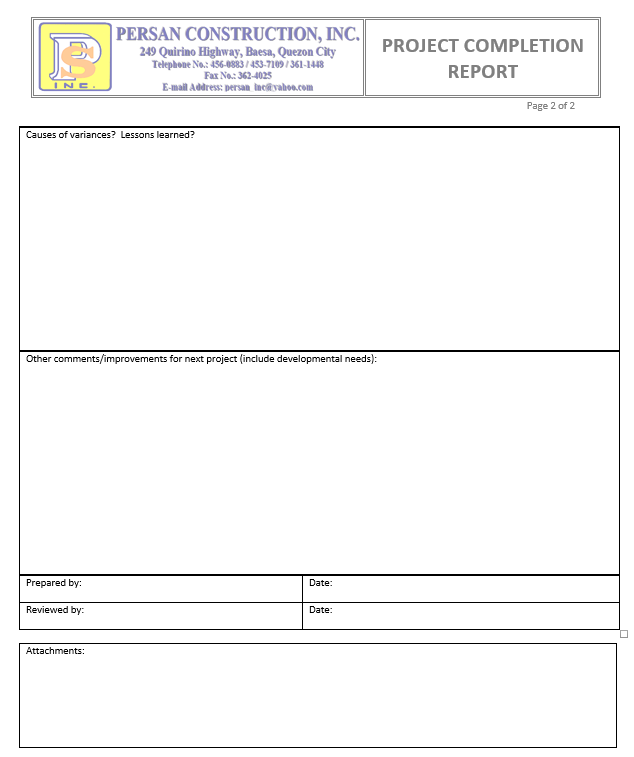 PS
INC.
PERSAN CONSTRUCTION, INC.
249 Quirino Highway, Baesa, Quezon City
Telephone No.: 456-0883 / 453-7109 / 361-1448
Fax No.: 362-4025
E-mail Address: persan_inc@yahoo.com
PROJECT COMPLETION
REPORT
Page 2 of 2
Causes of variances? Lessons learned?
Other comments/improvements for next project (include developmental needs):
Prepared by:
Date:
Reviewed by:
Date:
Attachments: